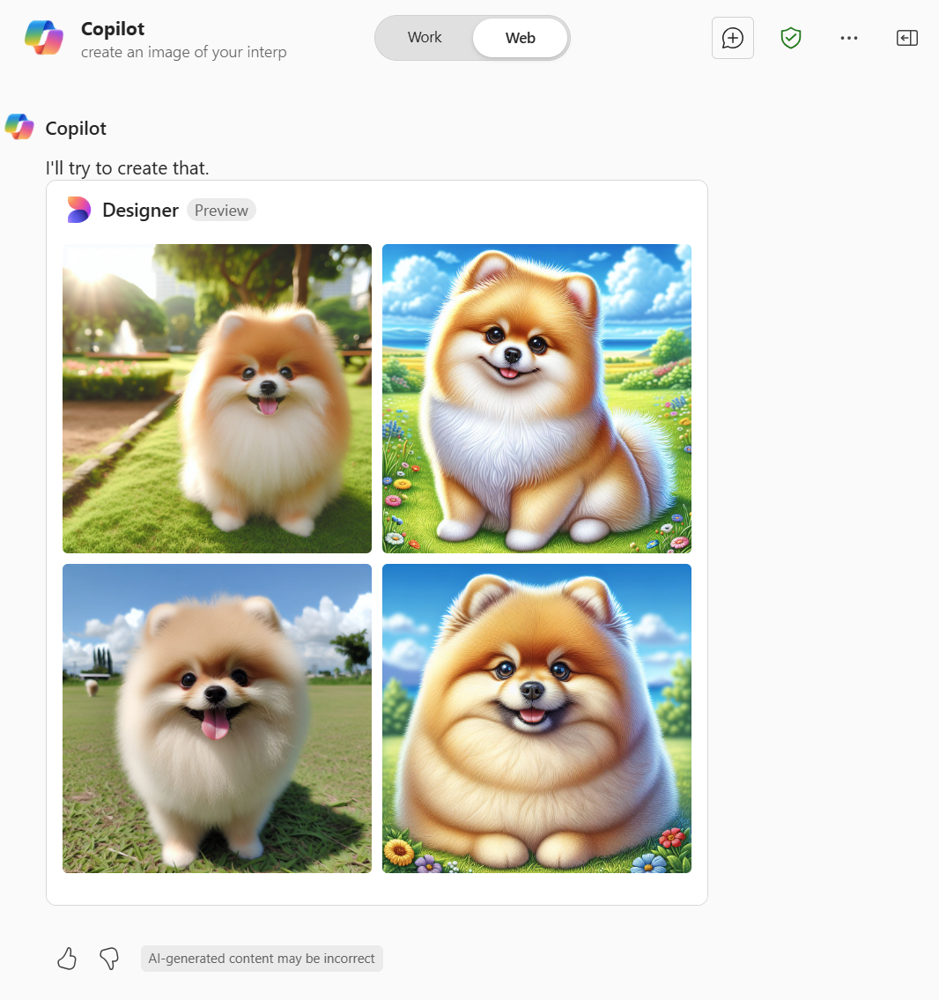 Copilot
create an image of your interp
Work
Web
Copilot
I'll try to create that.
Designer
Preview
AI-generated content may be incorrect